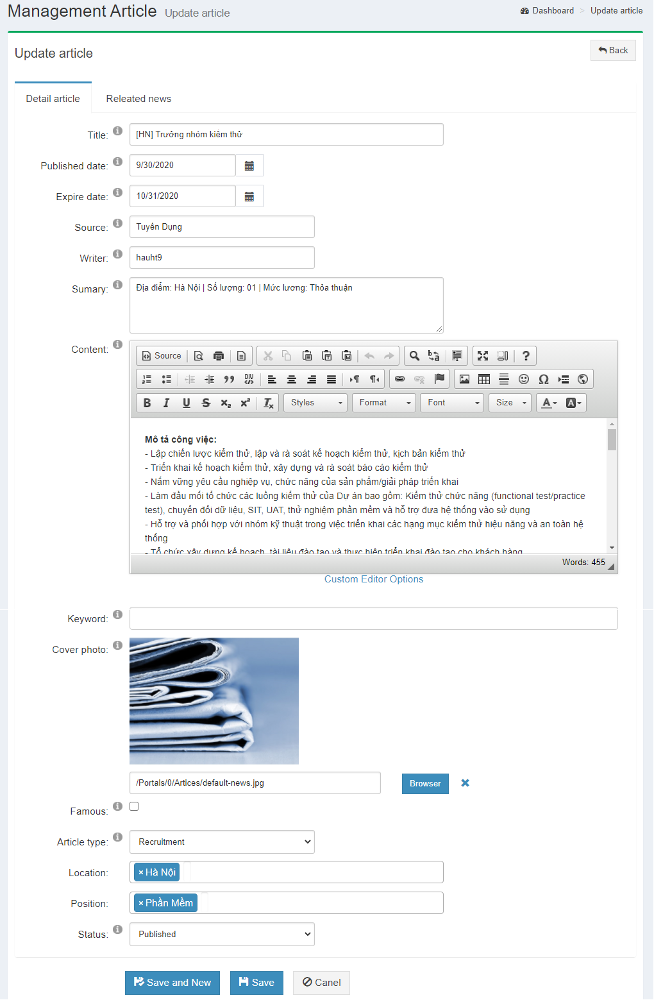 Management Article Update article
Dashboard > Update article
Update article
Back
Detail article
Releated news
Title: [HN] Trưởng nhóm kiểm thử
Published date: 9/30/2020
Expire date: 10/31/2020
Source: Tuyển Dụng
Writer: hauht9
Sumary: Địa điểm: Hà Nội | Số lượng: 01 | Mức lương: Thỏa thuận
Content:
Source
Styles Format Font Size
Mô tả công việc:
- Lập chiến lược kiểm thử, lập và rà soát kế hoạch kiểm thử, kịch bản kiểm thử
- Triển khai kế hoạch kiểm thử, xây dựng và rà soát báo cáo kiểm thử
- Nắm vững yêu cầu nghiệp vụ, chức năng của sản phẩm/giải pháp triển khai
- Làm đầu mối tổ chức các luồng kiểm thử của Dự án bao gồm: Kiểm thử chức năng (functional test/practice
test), chuyển đổi dữ liệu, SIT, UAT, thử nghiệm phần mềm và hỗ trợ đưa hệ thống vào sử dụng
- Hỗ trợ và phối hợp với nhóm kỹ thuật trong việc triển khai các hạng mục kiểm thử hiệu năng và an toàn hệ
thống
- Tổ chức xây dựng kế hoạch, tài liệu đào tạo và thực hiện triển khai đào tạo cho khách hàng
Words: 455
Custom Editor Options
Keyword:
Cover photo:
/Portals/0/Artices/default-news.jpg
Browser
Famous:
Article type: Recruitment
Location: × Hà Nội
Position: × Phần Mềm
Status: Published
Save and New
Save
Canel